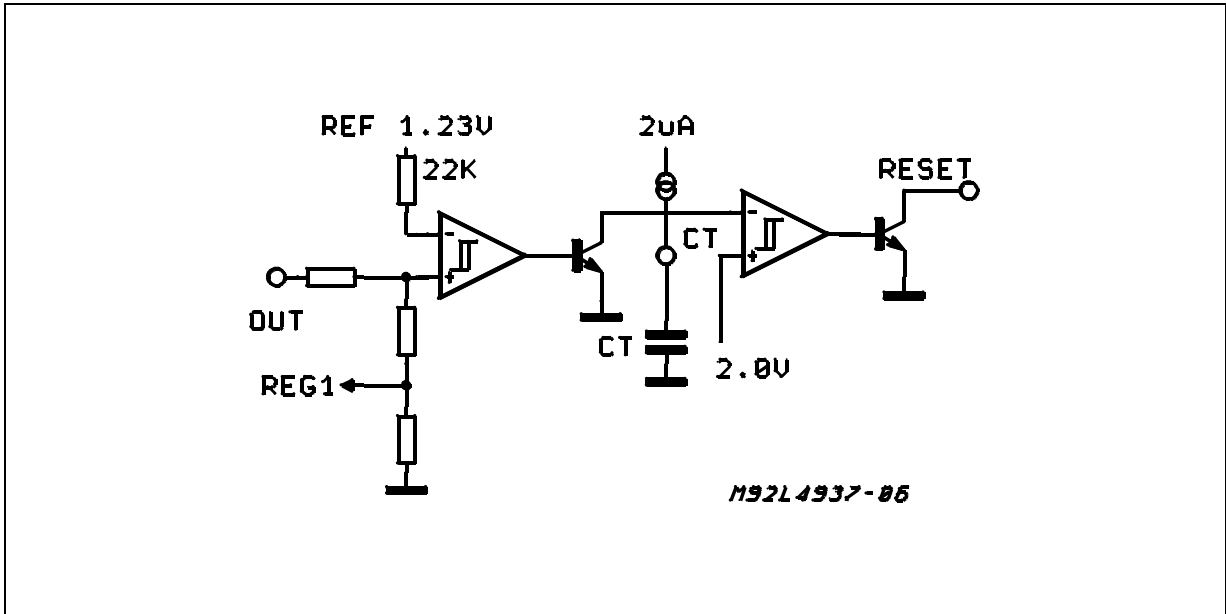 REF 1.23V
2uA
22K
RESET
-
-
CT
+
+
OUT
CT
2.0V
REG1
M92L4937-06